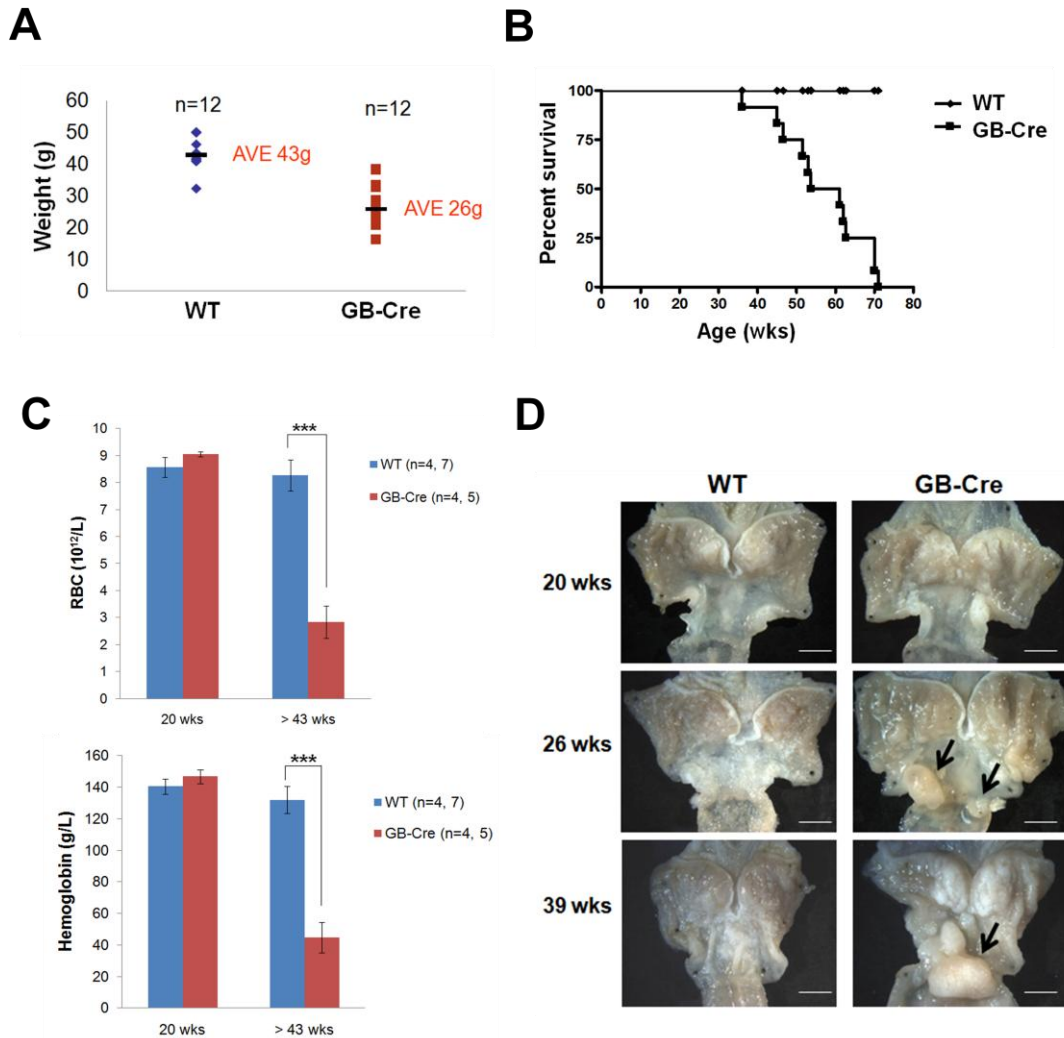 A
Weight (g)
60
50
40
30
20
10
0
n=12
n=12
AVE 43g
AVE 26g
WT
GB-Cre
B
Percent survival
100
75
50
25
0
0 10 20 30 40 50 60 70 80
Age (wks)
WT
GB-Cre
C
RBC (10¹²/L)
10
9
8
7
6
5
4
3
2
1
0
***
WT (n=4, 7)
GB-Cre (n=4, 5)
20 wks
> 43 wks
Hemoglobin (g/L)
160
140
120
100
80
60
40
20
0
***
WT (n=4, 7)
GB-Cre (n=4, 5)
20 wks
> 43 wks
D
WT
GB-Cre
20 wks
26 wks
39 wks